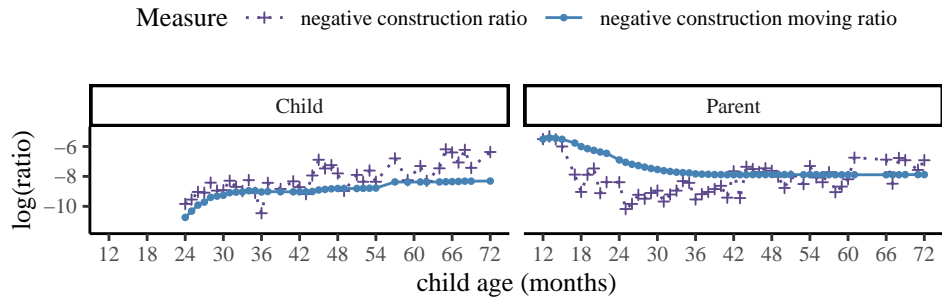 Measure negative construction ratio negative construction moving ratio
Child Parent
log(ratio)
−6
−8
−10
12 18 24 30 36 42 48 54 60 66 72 12 18 24 30 36 42 48 54 60 66 72
child age (months)